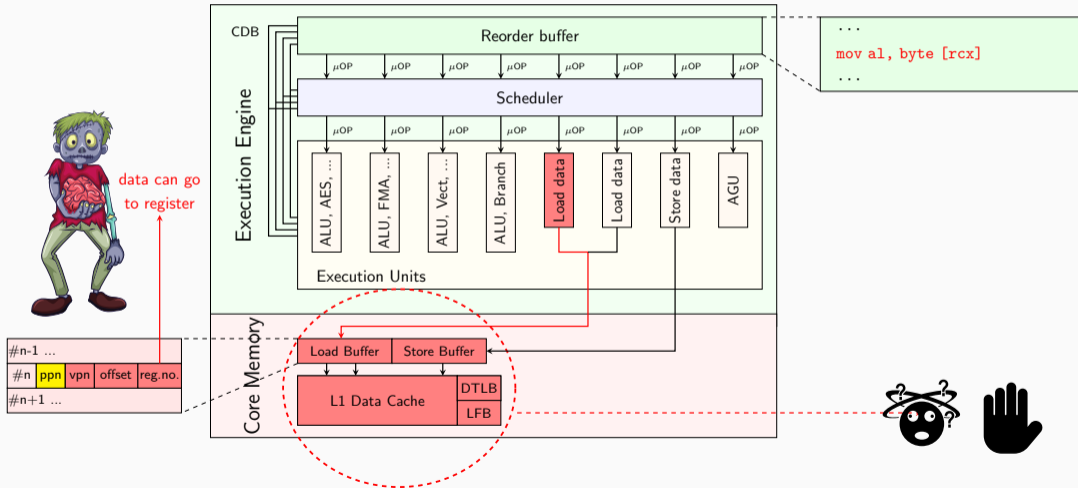 CDB
Reorder buffer
...
mov al, byte [rcx]
...
μOP μOP μOP μOP μOP μOP μOP μOP
Scheduler
μOP μOP μOP μOP μOP μOP μOP μOP
Execution Engine
ALU, AES, ...
ALU, FMA, ...
ALU, Vect, ...
ALU, Branch
Load data
Load data
Store data
AGU
Execution Units
data can go
to register
Core Memory
#n-1 ...
#n ppn vpn offset reg.no.
#n+1 ...
Load Buffer Store Buffer
L1 Data Cache
DTLB
LFB
? ?
? ?